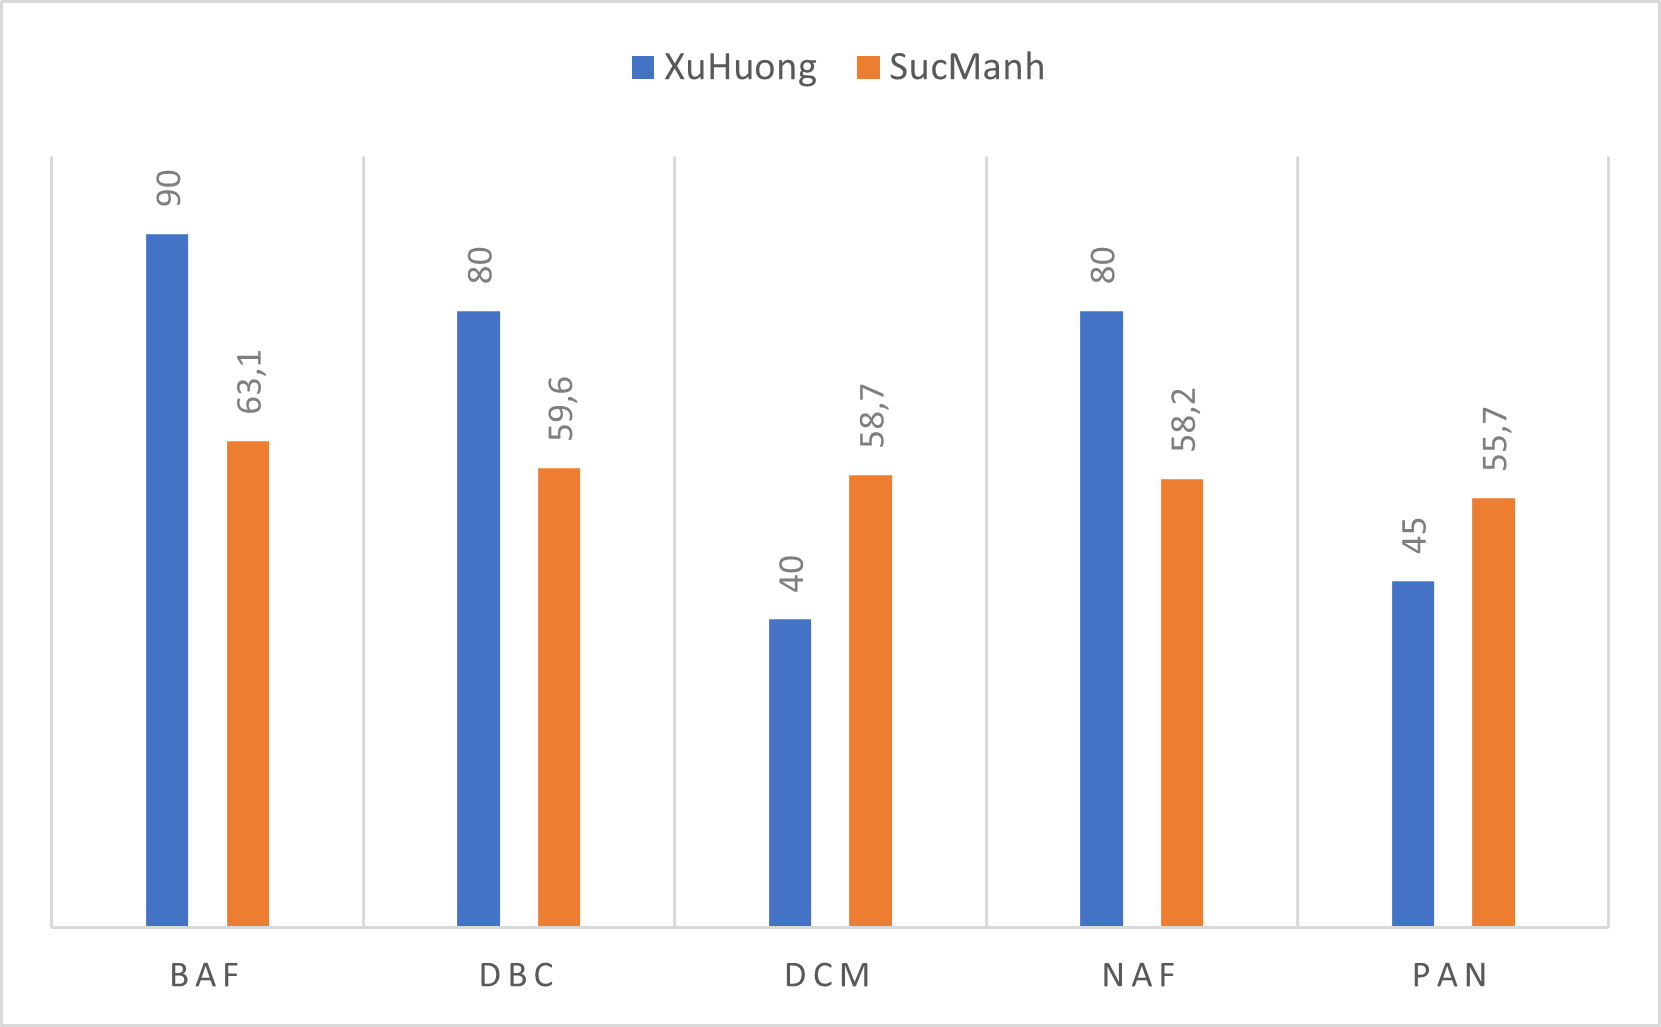 XuHuong SucManh
90 63,1 80 59,6 40 58,7 80 58,2 45 55,7
BAF DBC DCM NAF PAN